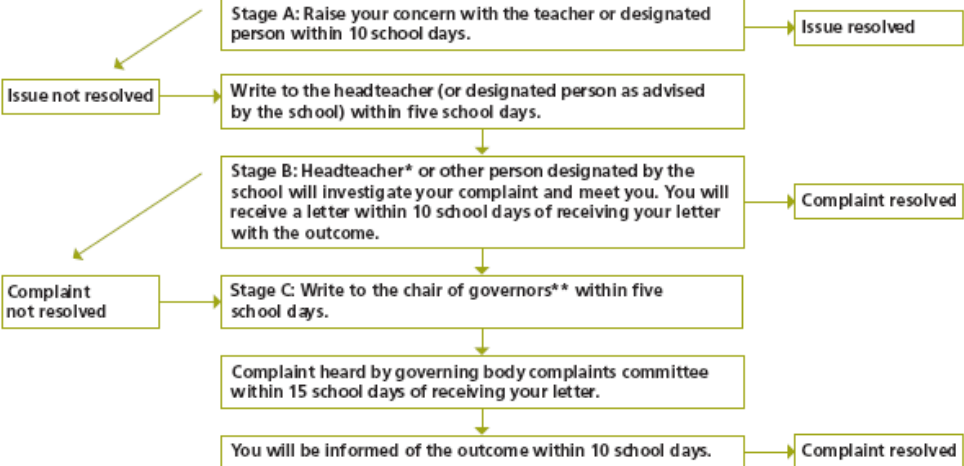 Stage A: Raise your concern with the teacher or designated
person within 10 school days.
Issue resolved
Issue not resolved
Write to the headteacher (or designated person as advised
by the school) within five school days.
Stage B: Headteacher* or other person designated by the
school will investigate your complaint and meet you. You will
receive a letter within 10 school days of receiving your letter
with the outcome.
Complaint resolved
Complaint
not resolved
Stage C: Write to the chair of governors** within five
school days.
Complaint heard by governing body complaints committee
within 15 school days of receiving your letter.
You will be informed of the outcome within 10 school days.
Complaint resolved